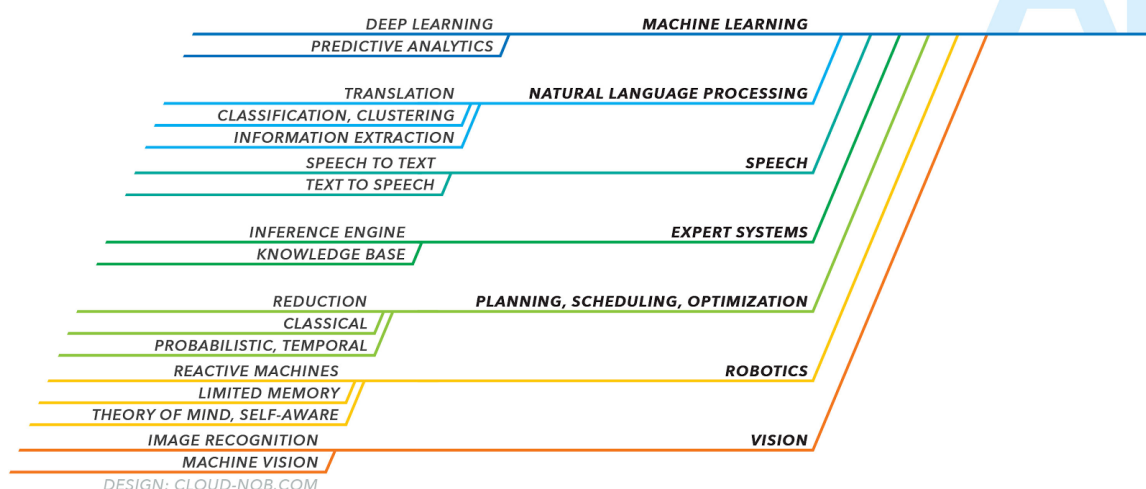 DEEP LEARNING MACHINE LEARNING
PREDICTIVE ANALYTICS
TRANSLATION NATURAL LANGUAGE PROCESSING
CLASSIFICATION, CLUSTERING
INFORMATION EXTRACTION
SPEECH TO TEXT SPEECH
TEXT TO SPEECH
INFERENCE ENGINE EXPERT SYSTEMS
KNOWLEDGE BASE
REDUCTION PLANNING, SCHEDULING, OPTIMIZATION
CLASSICAL
PROBABILISTIC, TEMPORAL
REACTIVE MACHINES ROBOTICS
LIMITED MEMORY
THEORY OF MIND, SELF-AWARE
IMAGE RECOGNITION VISION
MACHINE VISION
DESIGN: CLOUD-NOB.COM